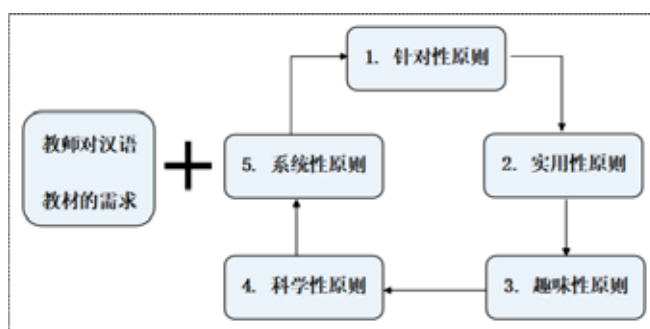 教师对汉语
教材的需求
1. 针对性原则
2. 实用性原则
3. 趣味性原则
4. 科学性原则
5. 系统性原则